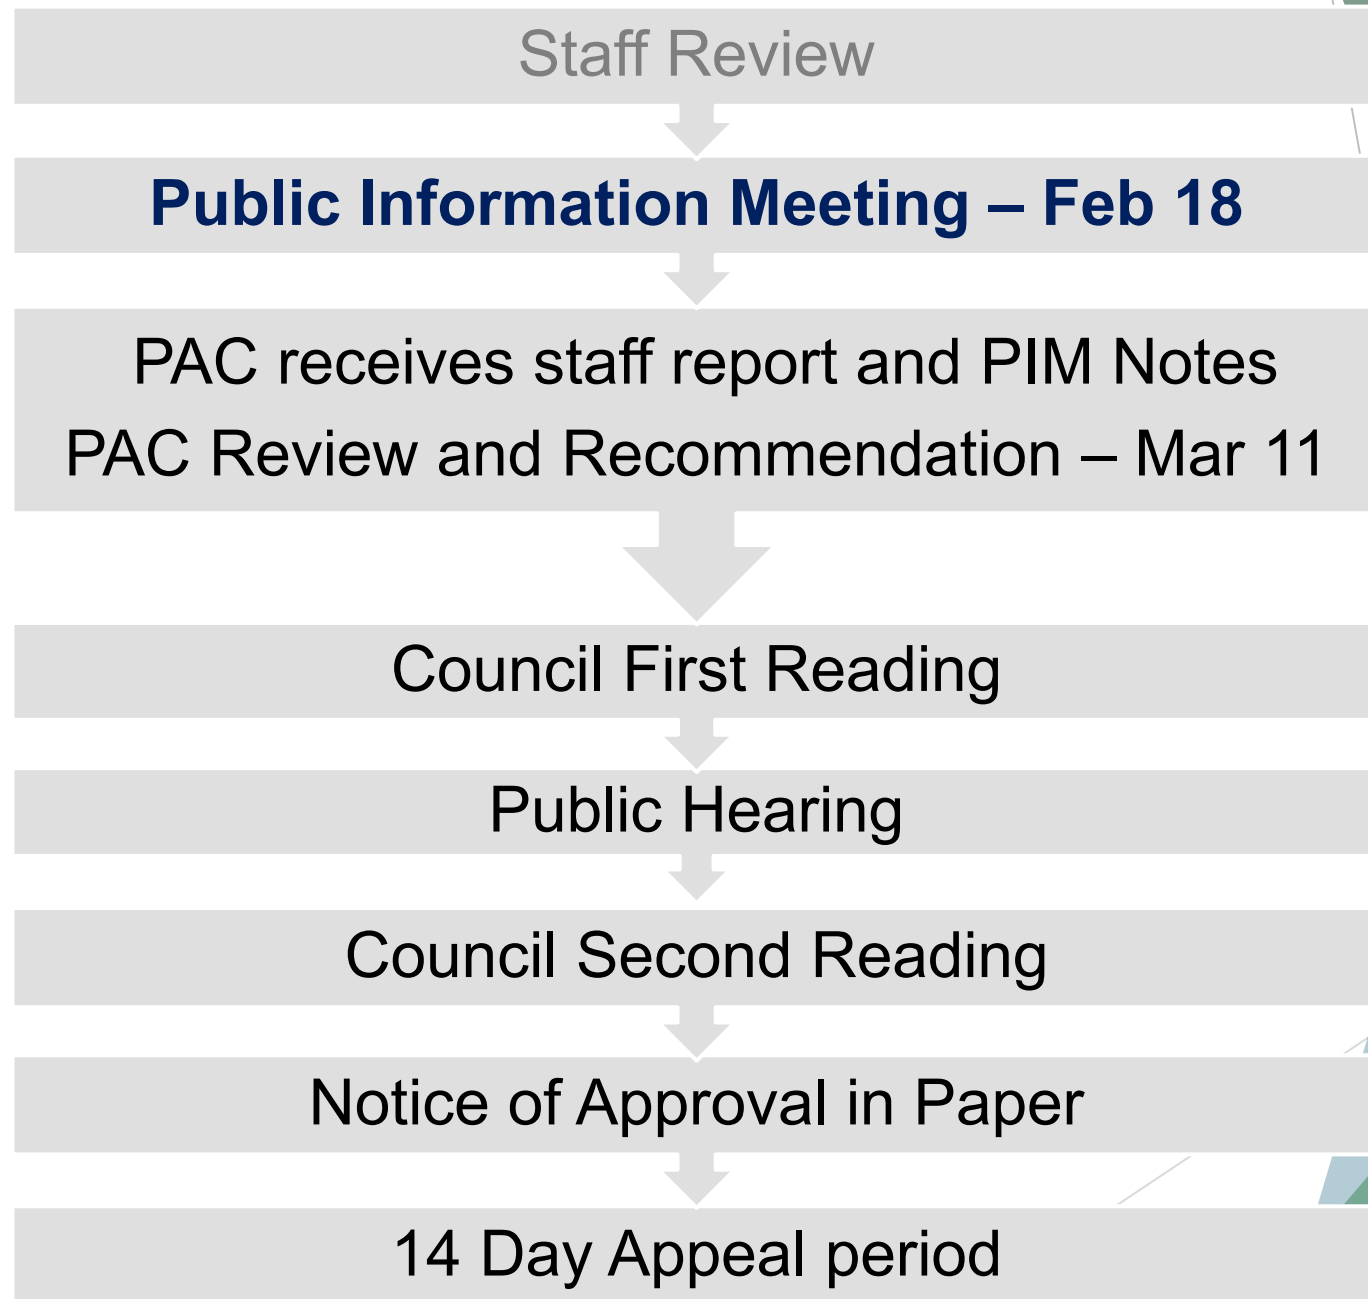 Staff Review
Public Information Meeting – Feb 18
PAC receives staff report and PIM Notes
PAC Review and Recommendation – Mar 11
Council First Reading
Public Hearing
Council Second Reading
Notice of Approval in Paper
14 Day Appeal period